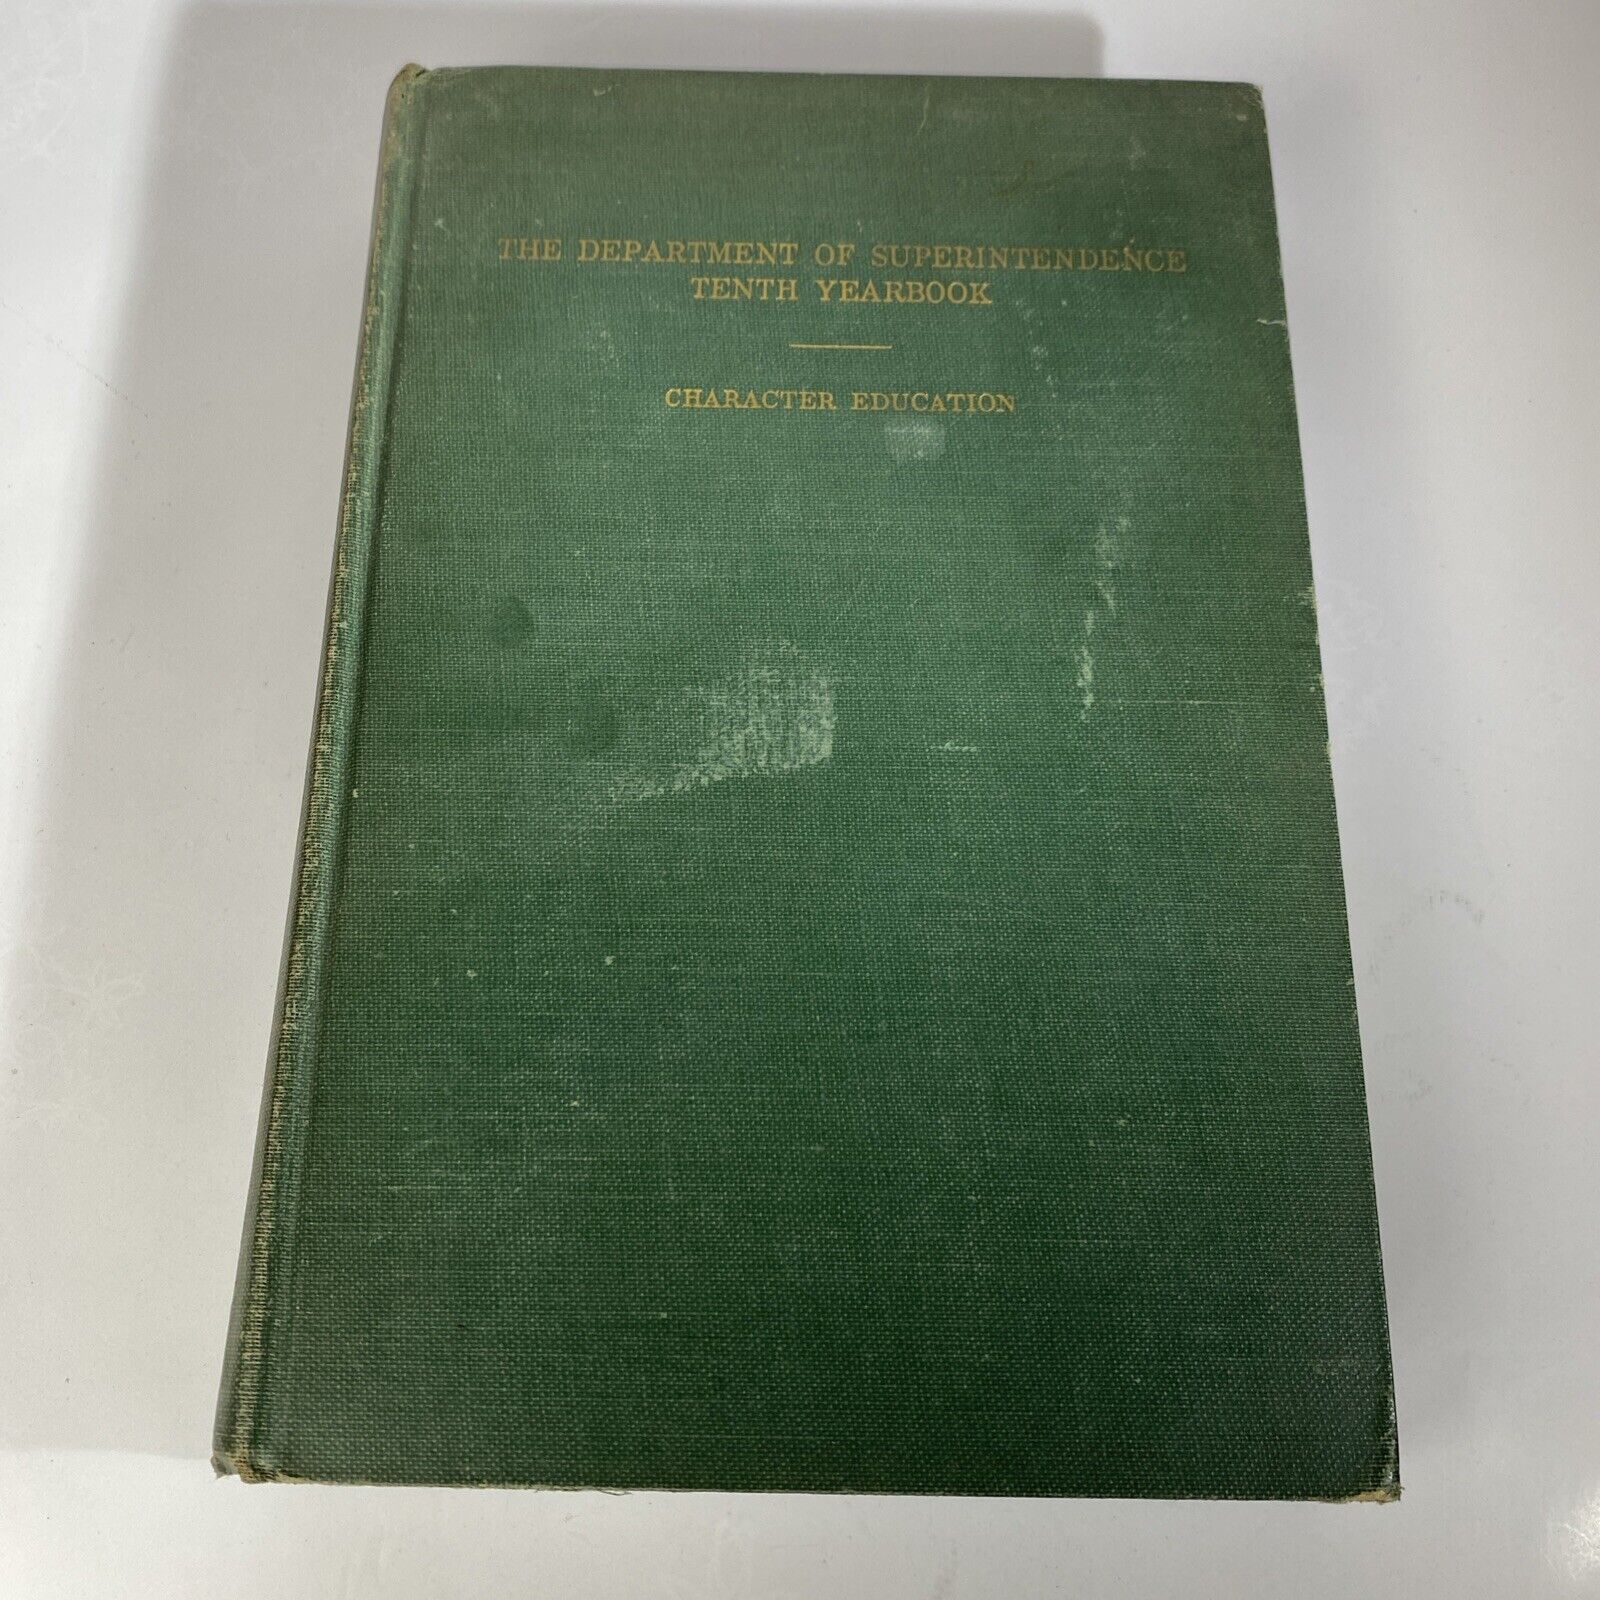 THE DEPARTMENT OF SUPERINTENDENCE
TENTH YEARBOOK
CHARACTER EDUCATION